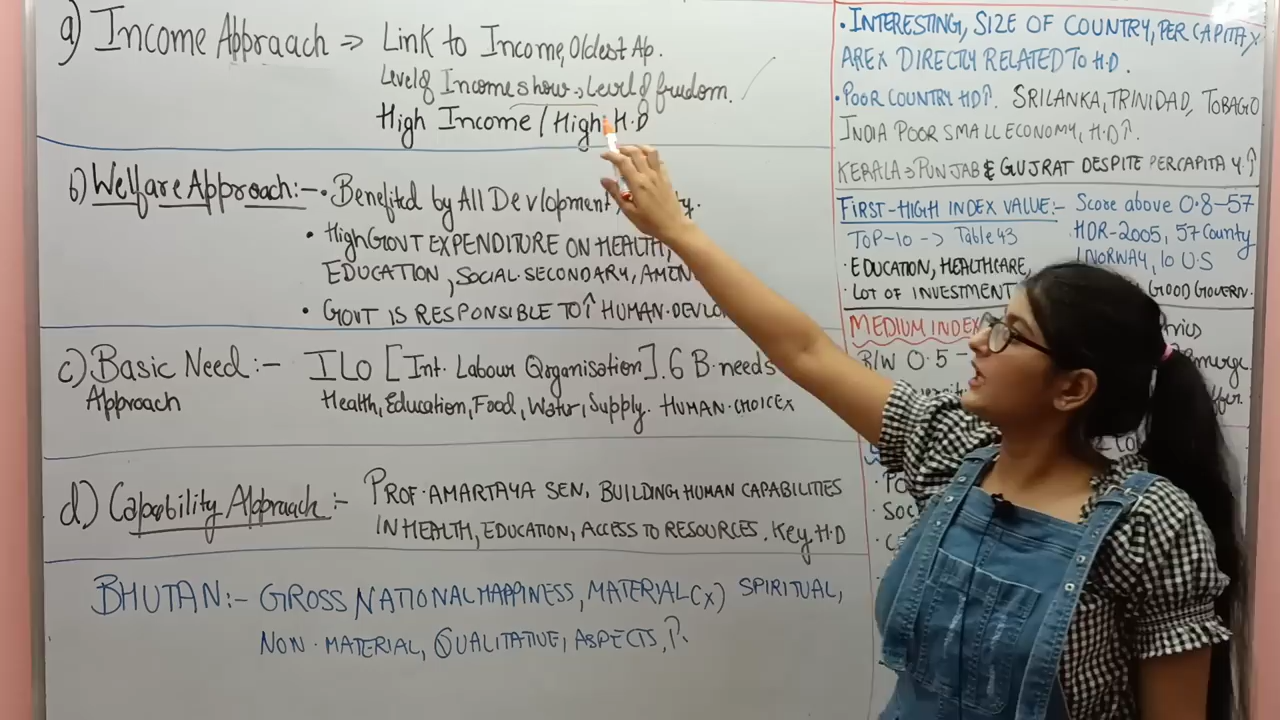 a) Income Appraach => Link to Income, Oldest Ap.
Level of Income show → Level of fruedom.
High Income / High H.D
b) Welfare Approach:- • Benefited by All Devlopment
• High GOVT EXPENDITURE ON HEALTH,
EDUCATION, SOCIAL SECONDARY,
• GOVT IS RESPONSIBLE TO ↑ HUMAN DEVLO
c) Basic Need :- ILO [Int. Labour Qrganisation]. 6 B. needs
Approach Health, Education, Food, Watur, Supply. HUMAN-CHOICE X
d) Capability Approach :- PROF. AMARTAYA SEN, BUILDING HUMAN CAPABILITIES
IN HEALTH, EDUCATION, ACCESS TO RESOURCES. Key H.D
BHUTAN:- GROSS NATIONAL HAPPINESS, MATERIAL (X) SPIRITUAL,
NON-MATERIAL, QUALITATIVE, ASPECTS, ↑.
• INTERESTING, SIZE OF COUNTRY, PER CAPITA Y
ARE X DIRECTLY RELATED TO H.D.
• POOR COUNTRY HD↑. SRILANKA, TRINIDAD, TOBAGO
INDIA POOR SMALL ECONOMY, H.D↑.
KERALA → PUNJAB & GUJRAT DESPITE PER CAPITA Y. ↑
FIRST-HIGH INDEX VALUE:- Score above 0.8-57
TOP-10 → Table 43 HDR-2005, 57 County
NORWAY, 10 U.S
• EDUCATION, HEALTHCARE,
• LOT OF INVESTMENT GOOD GOVERN.
MEDIUM INDEX
B/W 0.5 -